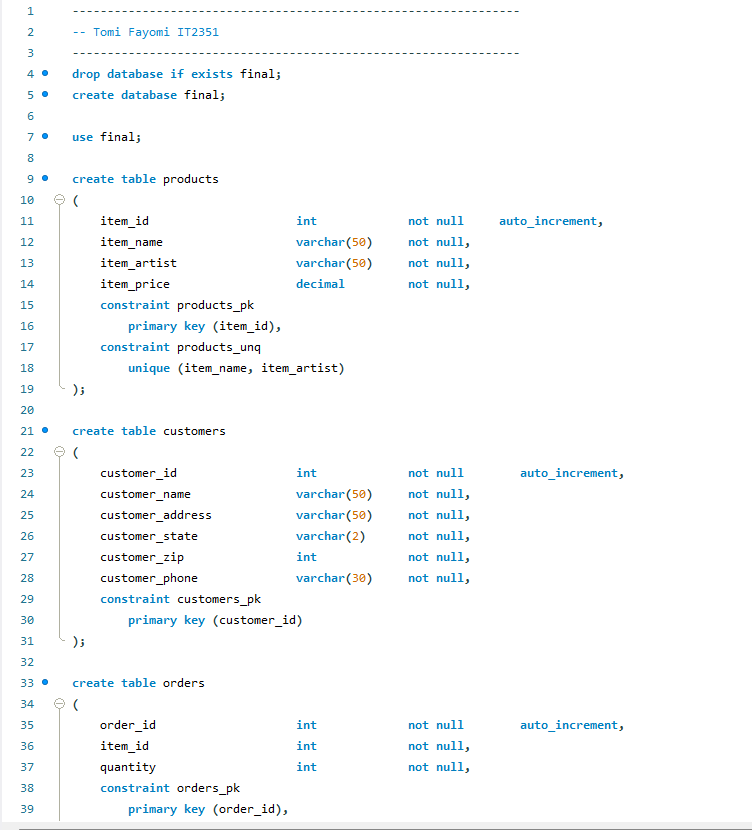 1 ----------------------------------------------------------------
2 -- Tomi Fayomi IT2351
3 ----------------------------------------------------------------
4 drop database if exists final;
5 create database final;
6
7 use final;
8
9 create table products
10 (
11 item_id int not null auto_increment,
12 item_name varchar(50) not null,
13 item_artist varchar(50) not null,
14 item_price decimal not null,
15 constraint products_pk
16 primary key (item_id),
17 constraint products_unq
18 unique (item_name, item_artist)
19 );
20
21 create table customers
22 (
23 customer_id int not null auto_increment,
24 customer_name varchar(50) not null,
25 customer_address varchar(50) not null,
26 customer_state varchar(2) not null,
27 customer_zip int not null,
28 customer_phone varchar(30) not null,
29 constraint customers_pk
30 primary key (customer_id)
31 );
32
33 create table orders
34 (
35 order_id int not null auto_increment,
36 item_id int not null,
37 quantity int not null,
38 constraint orders_pk
39 primary key (order_id),